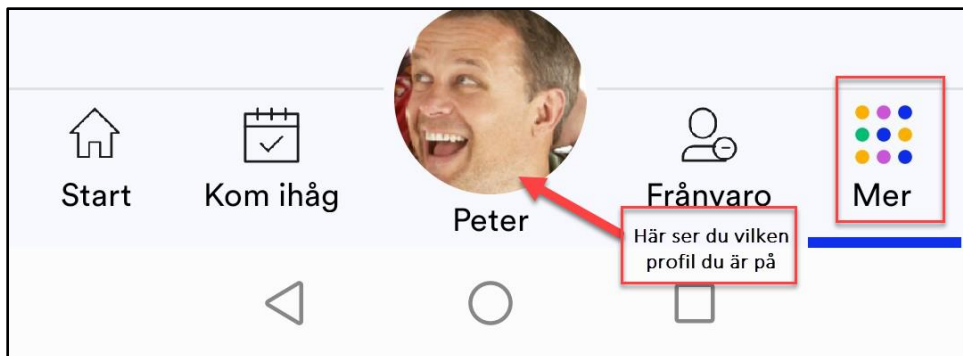 Start
Kom ihåg
Peter
Frånvaro
Mer
Här ser du vilken
profil du är på